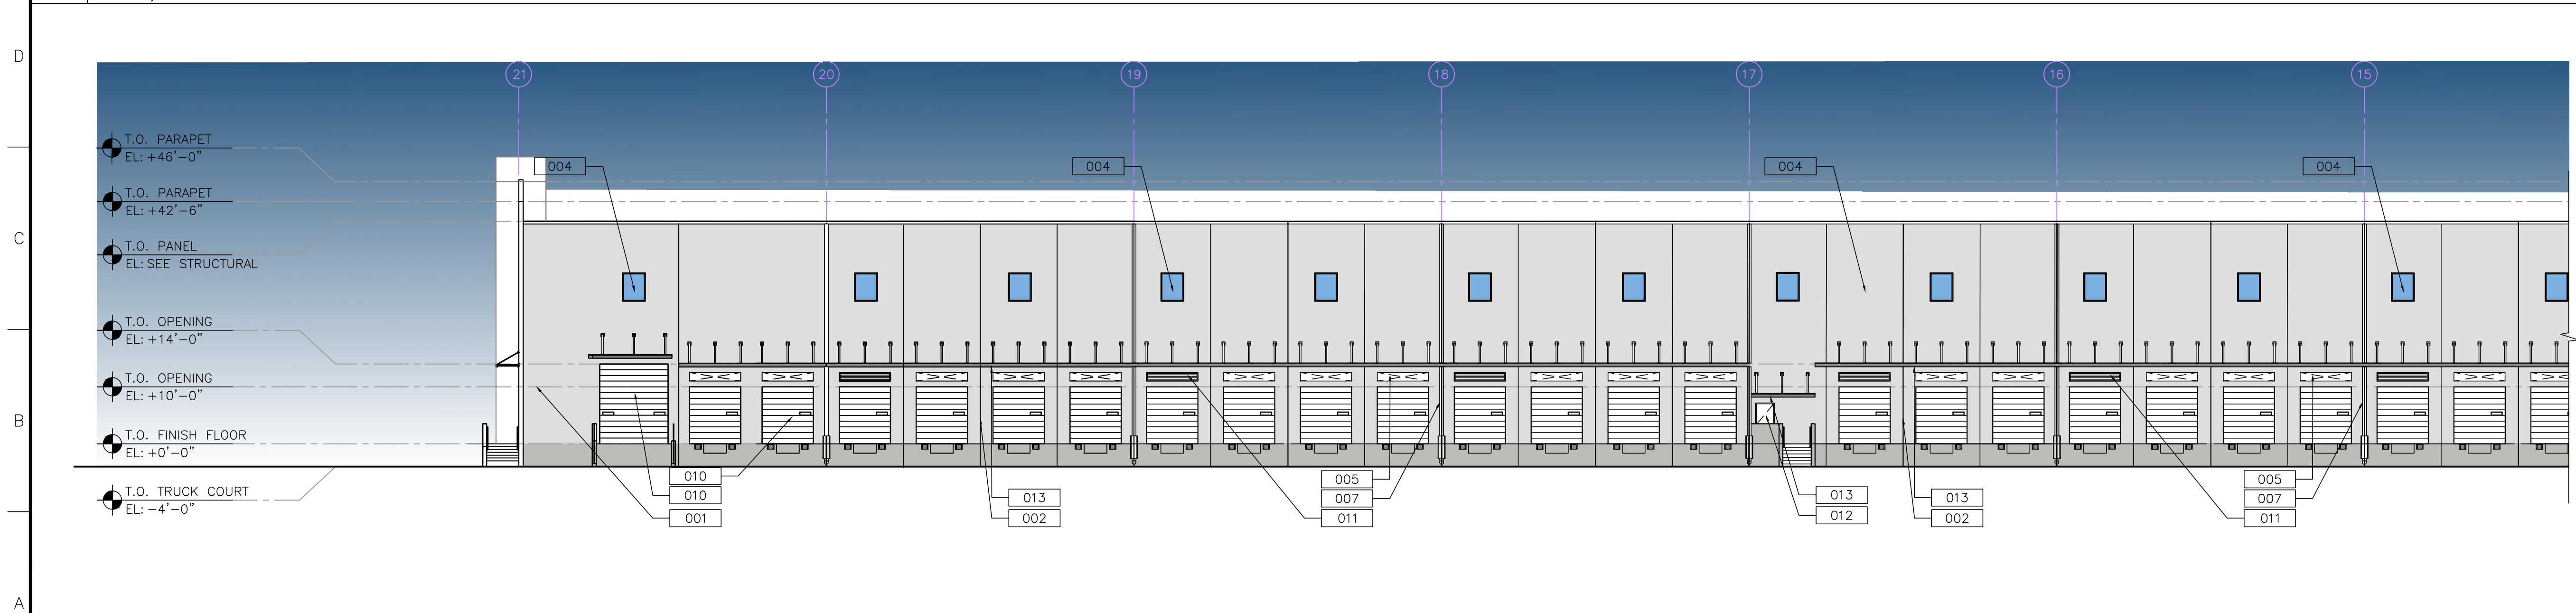 D
21
20
19
18
17
16
15
T.O. PARAPET
EL: +46'-0"
004
004
004
004
T.O. PARAPET
EL: +42'-6"
C
T.O. PANEL
EL: SEE STRUCTURAL
T.O. OPENING
EL: +14'-0"
T.O. OPENING
EL: +10'-0"
B
T.O. FINISH FLOOR
EL: +0'-0"
T.O. TRUCK COURT
EL: -4'-0"
010
010
001
013
002
005
007
011
013
012
013
002
005
007
011
A